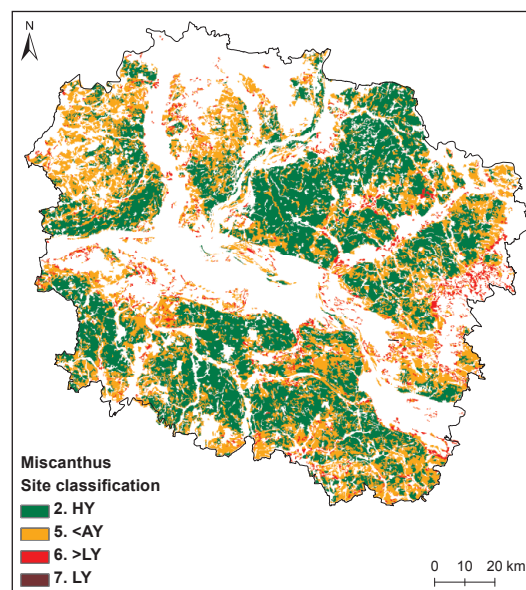 N
Miscanthus
Site classification
2. HY
5. <AY
6. >LY
7. LY
0 10 20 km